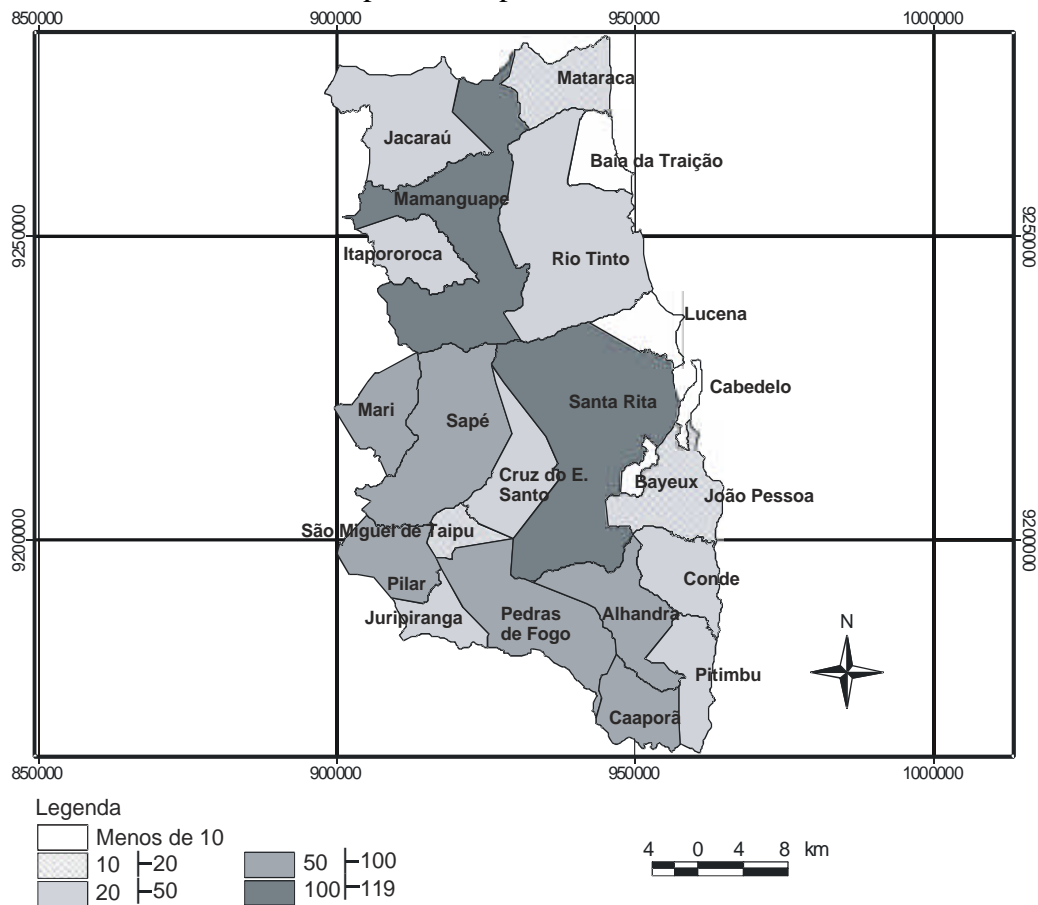 850000 900000 950000 1000000
Mataraca
Jacaraú
Baía da Traição
Mamanguape
9250000
9250000
Itapororoca
Rio Tinto
Lucena
Cabedelo
Santa Rita
Mari
Sapé
Cruz do E.
Santo
Bayeux
João Pessoa
São Miguel de Taipu
9200000
9200000
Conde
Pilar
Juripiranga
Pedras
de Fogo
Alhandra
N
Pitimbu
Caaporã
850000 900000 950000 1000000
Legenda
Menos de 10
10 20
20 50
50 100
100 119
4 0 4 8 km